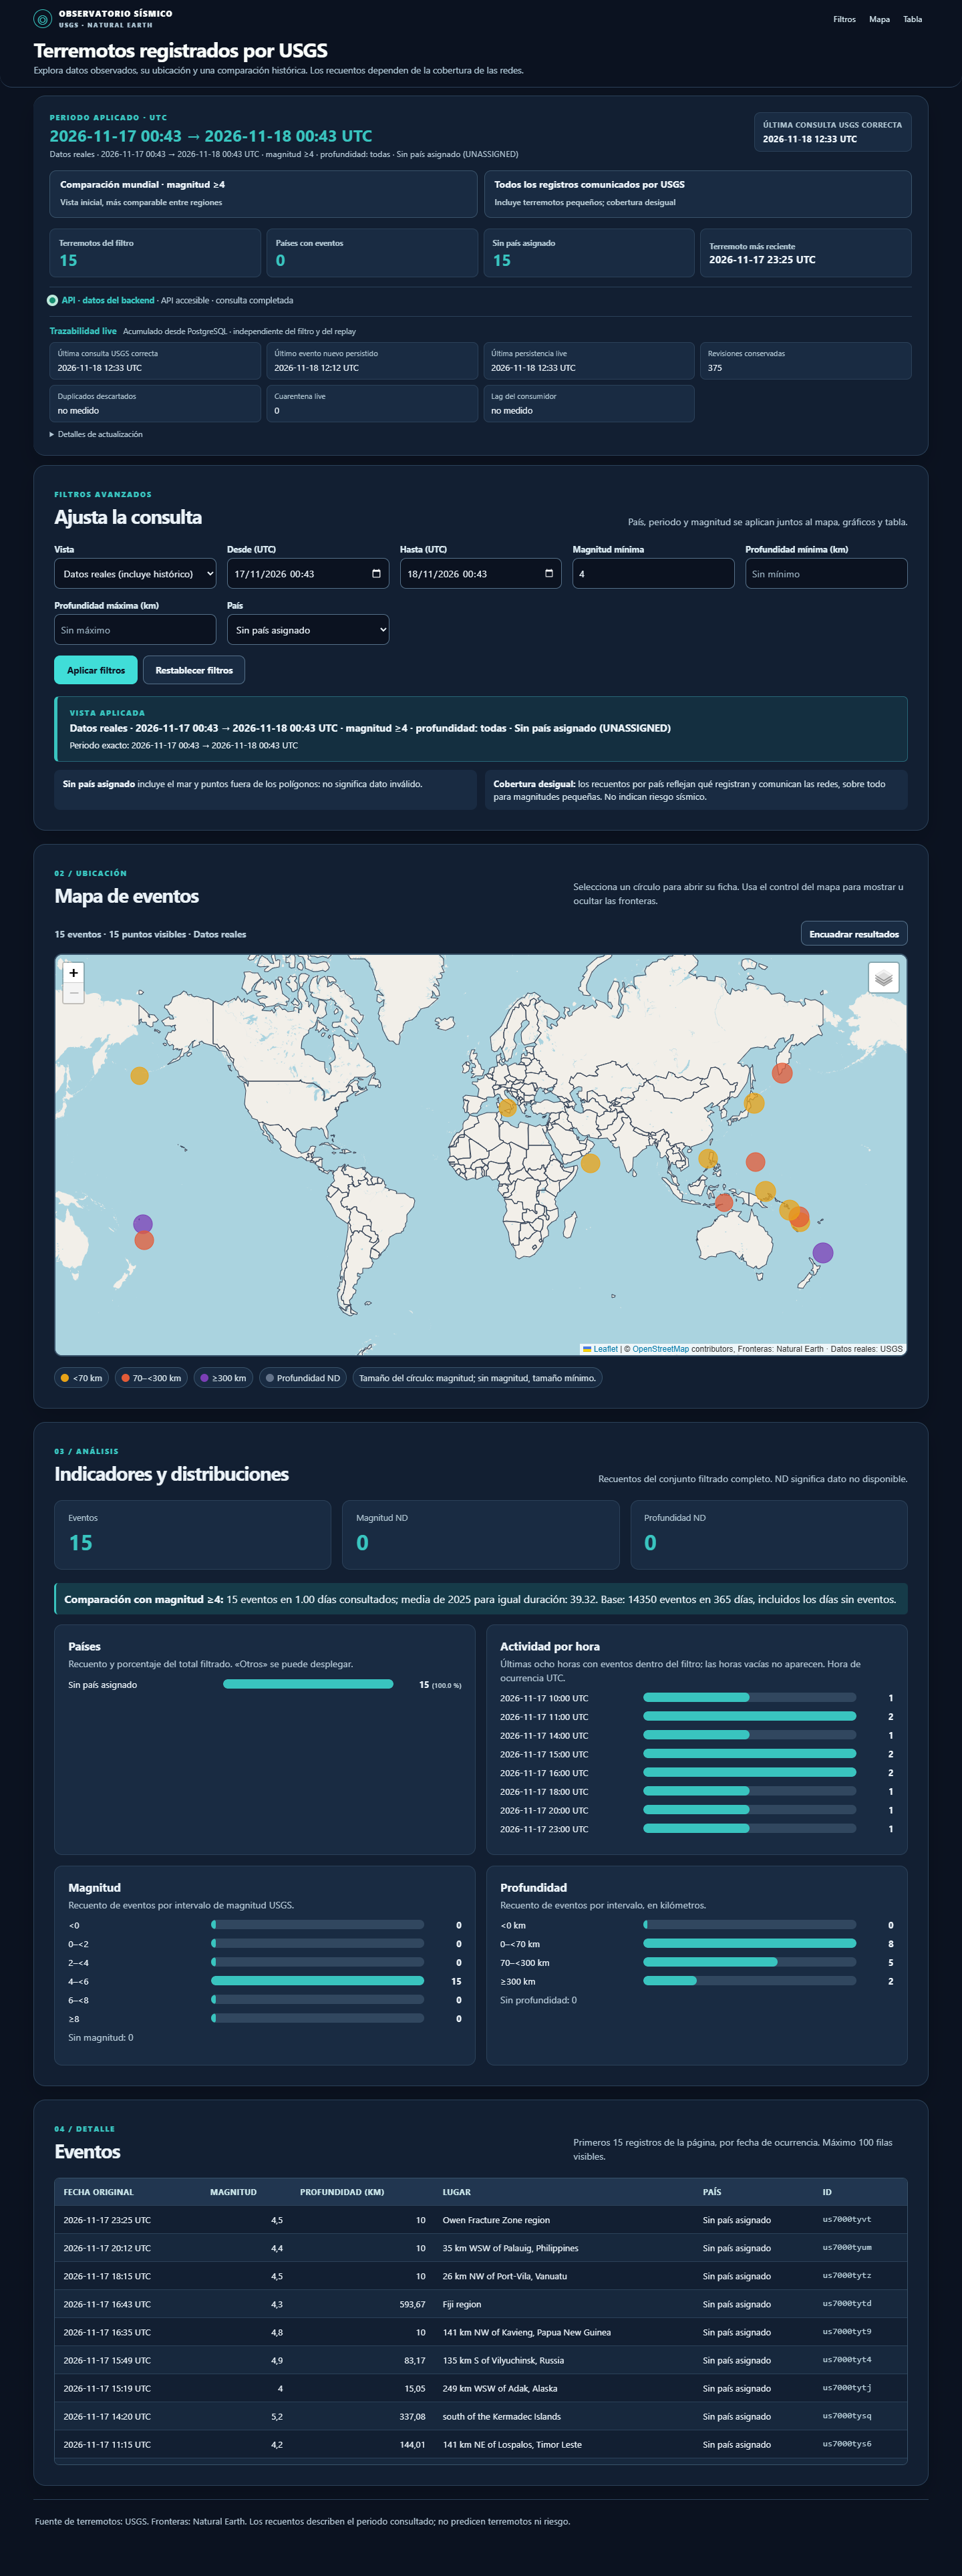 OBSERVATORIO SÍSMICO
USGS · NATURAL EARTH
Filtros
Mapa
Tabla
Terremotos registrados por USGS
Explora datos observados, su ubicación y una comparación histórica. Los recuentos dependen de la cobertura de las redes.
PERIODO APLICADO · UTC
2026-11-17 00:43 → 2026-11-18 00:43 UTC
Datos reales · 2026-11-17 00:43 → 2026-11-18 00:43 UTC · magnitud ≥4 · profundidad: todas · Sin país asignado (UNASSIGNED)
ÚLTIMA CONSULTA USGS CORRECTA
2026-11-18 12:33 UTC
Comparación mundial · magnitud ≥4
Vista inicial, más comparable entre regiones
Todos los registros comunicados por USGS
Incluye terremotos pequeños; cobertura desigual
Terremotos del filtro
15
Países con eventos
0
Sin país asignado
15
Terremoto más reciente
2026-11-17 23:25 UTC
API · datos del backend · API accesible · consulta completada
Trazabilidad live Acumulado desde PostgreSQL · independiente del filtro y del replay
Última consulta USGS correcta
2026-11-18 12:33 UTC
Último evento nuevo persistido
2026-11-18 12:12 UTC
Última persistencia live
2026-11-18 12:33 UTC
Revisiones conservadas
375
Duplicados descartados
no medido
Cuarentena live
0
Lag del consumidor
no medido
▸ Detalles de actualización
FILTROS AVANZADOS
Ajusta la consulta
País, periodo y magnitud se aplican juntos al mapa, gráficos y tabla.
Vista
Datos reales (incluye histórico)
Desde (UTC)
17/11/2026 00:43
Hasta (UTC)
18/11/2026 00:43
Magnitud mínima
4
Profundidad mínima (km)
Sin mínimo
Profundidad máxima (km)
Sin máximo
País
Sin país asignado
Aplicar filtros
Restablecer filtros
VISTA APLICADA
Datos reales · 2026-11-17 00:43 → 2026-11-18 00:43 UTC · magnitud ≥4 · profundidad: todas · Sin país asignado (UNASSIGNED)
Periodo exacto: 2026-11-17 00:43 → 2026-11-18 00:43 UTC
Sin país asignado incluye el mar y puntos fuera de los polígonos: no significa dato inválido.
Cobertura desigual: los recuentos por país reflejan qué registran y comunican las redes, sobre todo
para magnitudes pequeñas. No indican riesgo sísmico.
02 / UBICACIÓN
Mapa de eventos
Selecciona un círculo para abrir su ficha. Usa el control del mapa para mostrar u
ocultar las fronteras.
15 eventos · 15 puntos visibles · Datos reales
Encuadrar resultados
+
−
Leaflet | © OpenStreetMap contributors, Fronteras: Natural Earth · Datos reales: USGS
<70 km
70–<300 km
≥300 km
Profundidad ND
Tamaño del círculo: magnitud; sin magnitud, tamaño mínimo.
03 / ANÁLISIS
Indicadores y distribuciones
Recuentos del conjunto filtrado completo. ND significa dato no disponible.
Eventos
15
Magnitud ND
0
Profundidad ND
0
Comparación con magnitud ≥4: 15 eventos en 1.00 días consultados; media de 2025 para igual duración: 39.32. Base: 14350 eventos en 365 días, incluidos los días sin eventos.
Países
Recuento y porcentaje del total filtrado. «Otros» se puede desplegar.
Sin país asignado 15 (100.0 %)
Actividad por hora
Últimas ocho horas con eventos dentro del filtro; las horas vacías no aparecen. Hora de
ocurrencia UTC.
2026-11-17 10:00 UTC 1
2026-11-17 11:00 UTC 2
2026-11-17 14:00 UTC 1
2026-11-17 15:00 UTC 2
2026-11-17 16:00 UTC 2
2026-11-17 18:00 UTC 1
2026-11-17 20:00 UTC 1
2026-11-17 23:00 UTC 1
Magnitud
Recuento de eventos por intervalo de magnitud USGS.
<0 0
0–<2 0
2–<4 0
4–<6 15
6–<8 0
≥8 0
Sin magnitud: 0
Profundidad
Recuento de eventos por intervalo, en kilómetros.
<0 km 0
0–<70 km 8
70–<300 km 5
≥300 km 2
Sin profundidad: 0
04 / DETALLE
Eventos
Primeros 15 registros de la página, por fecha de ocurrencia. Máximo 100 filas
visibles.
FECHA ORIGINAL MAGNITUD PROFUNDIDAD (KM) LUGAR PAÍS ID
2026-11-17 23:25 UTC 4,5 10 Owen Fracture Zone region Sin país asignado us7000tyvt
2026-11-17 20:12 UTC 4,4 10 35 km WSW of Palauig, Philippines Sin país asignado us7000tyum
2026-11-17 18:15 UTC 4,5 10 26 km NW of Port-Vila, Vanuatu Sin país asignado us7000tytz
2026-11-17 16:43 UTC 4,3 593,67 Fiji region Sin país asignado us7000tytd
2026-11-17 16:35 UTC 4,8 10 141 km NW of Kavieng, Papua New Guinea Sin país asignado us7000tyt9
2026-11-17 15:49 UTC 4,9 83,17 135 km S of Vilyuchinsk, Russia Sin país asignado us7000tyt4
2026-11-17 15:19 UTC 4 15,05 249 km WSW of Adak, Alaska Sin país asignado us7000tytj
2026-11-17 14:20 UTC 5,2 337,08 south of the Kermadec Islands Sin país asignado us7000tysq
2026-11-17 11:15 UTC 4,2 144,01 141 km NE of Lospalos, Timor Leste Sin país asignado us7000tys6
Fuente de terremotos: USGS. Fronteras: Natural Earth. Los recuentos describen el periodo consultado; no predicen terremotos ni riesgo.